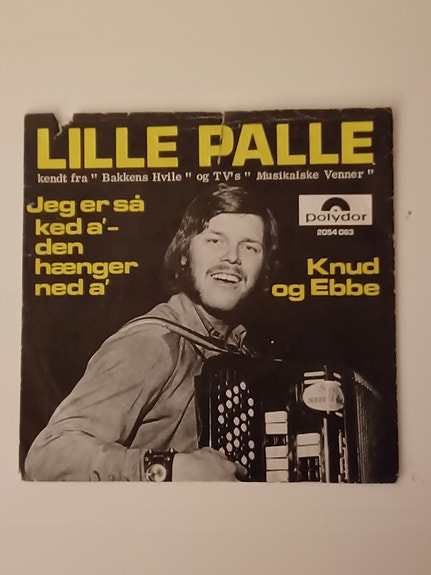 LILLE PALLE
kendt fra " Bakkens Hvile " og TV's " Musikalske Venner "
Jeg er så
ked a'-
den
hænger
ned a'
polydor
2054 063
Knud
og Ebbe